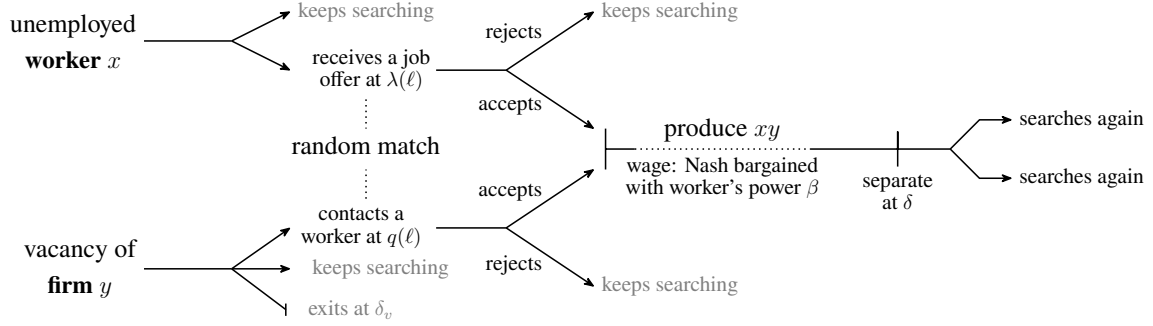 keeps searching
keeps searching
unemployed
worker x
rejects
receives a job
offer at λ(ℓ)
accepts
produce xy
searches again
random match
wage: Nash bargained
with worker's power β
separate
at δ
searches again
accepts
contacts a
worker at q(ℓ)
vacancy of
firm y
rejects
keeps searching
keeps searching
exits at δ_v